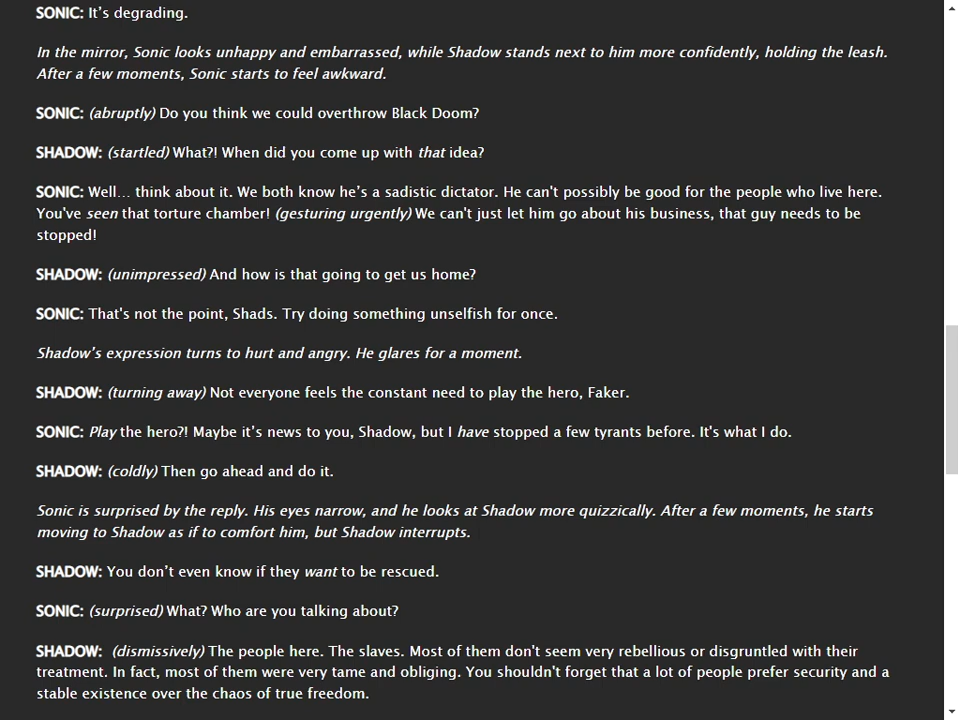 SONIC: It’s degrading.
In the mirror, Sonic looks unhappy and embarrassed, while Shadow stands next to him more confidently, holding the leash.
After a few moments, Sonic starts to feel awkward.
SONIC: (abruptly) Do you think we could overthrow Black Doom?
SHADOW: (startled) What?! When did you come up with that idea?
SONIC: Well… think about it. We both know he’s a sadistic dictator. He can't possibly be good for the people who live here.
You've seen that torture chamber! (gesturing urgently) We can't just let him go about his business, that guy needs to be
stopped!
SHADOW: (unimpressed) And how is that going to get us home?
SONIC: That's not the point, Shads. Try doing something unselfish for once.
Shadow’s expression turns to hurt and angry. He glares for a moment.
SHADOW: (turning away) Not everyone feels the constant need to play the hero, Faker.
SONIC: Play the hero?! Maybe it’s news to you, Shadow, but I have stopped a few tyrants before. It's what I do.
SHADOW: (coldly) Then go ahead and do it.
Sonic is surprised by the reply. His eyes narrow, and he looks at Shadow more quizzically. After a few moments, he starts
moving to Shadow as if to comfort him, but Shadow interrupts.
SHADOW: You don’t even know if they want to be rescued.
SONIC: (surprised) What? Who are you talking about?
SHADOW: (dismissively) The people here. The slaves. Most of them don't seem very rebellious or disgruntled with their
treatment. In fact, most of them were very tame and obliging. You shouldn't forget that a lot of people prefer security and a
stable existence over the chaos of true freedom.